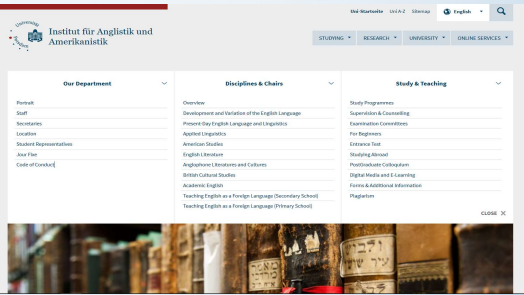 Uni-Startseite Uni A-Z Sitemap English
Institut für Anglistik und
Amerikanistik
STUDYING RESEARCH UNIVERSITY ONLINE SERVICES
Our Department
Portrait
Staff
Secretaries
Location
Student Representatives
Jour Fixe
Code of Conduct
Disciplines & Chairs
Overview
Development and Variation of the English Language
Present-Day English Language and Linguistics
Applied Linguistics
American Studies
English Literature
Anglophone Literatures and Cultures
British Cultural Studies
Academic English
Teaching English as a Foreign Language (Secondary School)
Teaching English as a Foreign Language (Primary School)
Study & Teaching
Study Programmes
Supervision & Counselling
Examination Committees
For Beginners
Entrance Test
Studying Abroad
PostGraduate Colloquium
Digital Media and E-Learning
Forms & Additional Information
Plagiarism
CLOSE